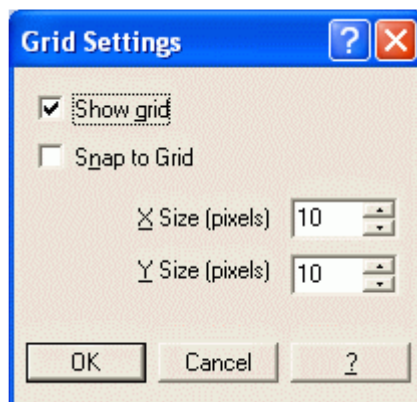 Grid Settings ?
Show grid
Snap to Grid
X Size (pixels) 10
Y Size (pixels) 10
OK Cancel ?